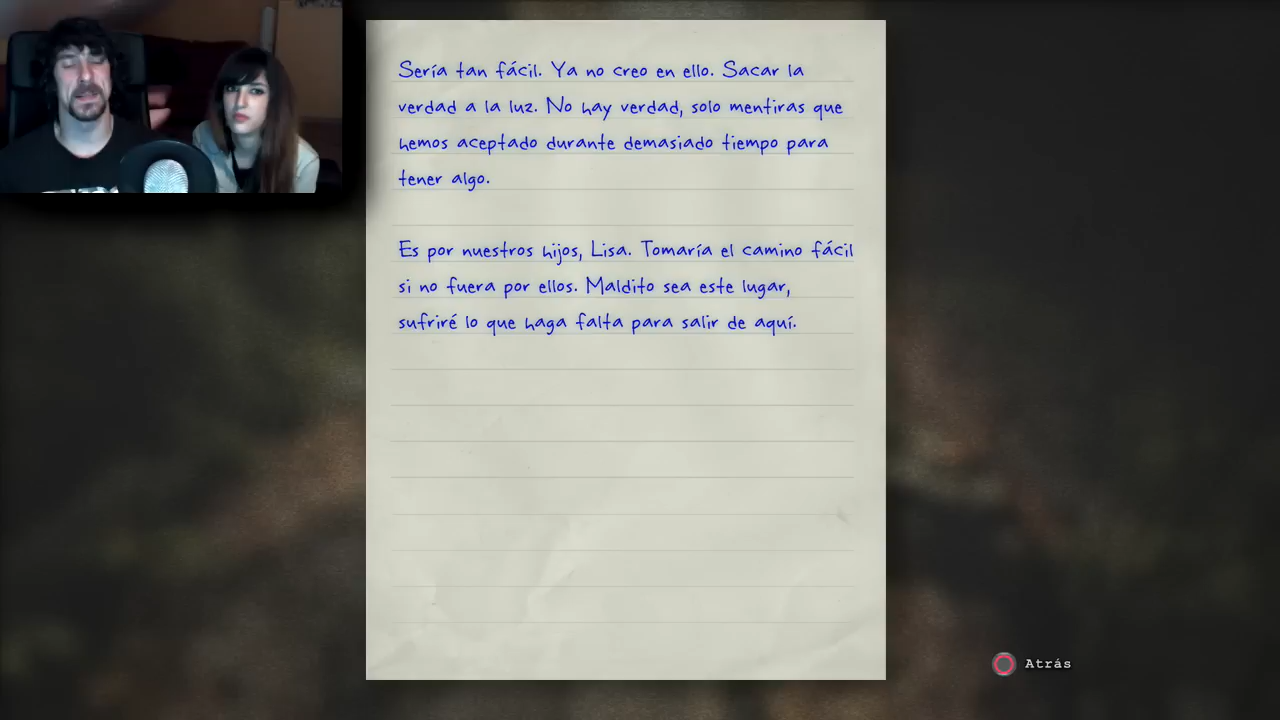 Sería tan fácil. Ya no creo en ello. Sacar la
verdad a la luz. No hay verdad, solo mentiras que
hemos aceptado durante demasiado tiempo para
tener algo.
Es por nuestros hijos, Lisa. Tomaría el camino fácil
si no fuera por ellos. Maldito sea este lugar,
sufriré lo que haga falta para salir de aquí.
Atrás